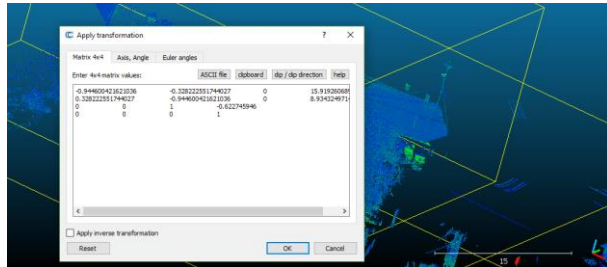 Apply transformation ? ×
Matrix 4x4 Axis, Angle Euler angles
Enter 4x4 matrix values: ASCII file clipboard dip / dip direction help
-0.944600421621036 -0.328222551744027 0 15.919260689
0.328222551744027 -0.944600421621036 0 8.934324971
0 0 1 -0.622745946
0 0 0 1
Apply inverse transformation
Reset OK Cancel
15